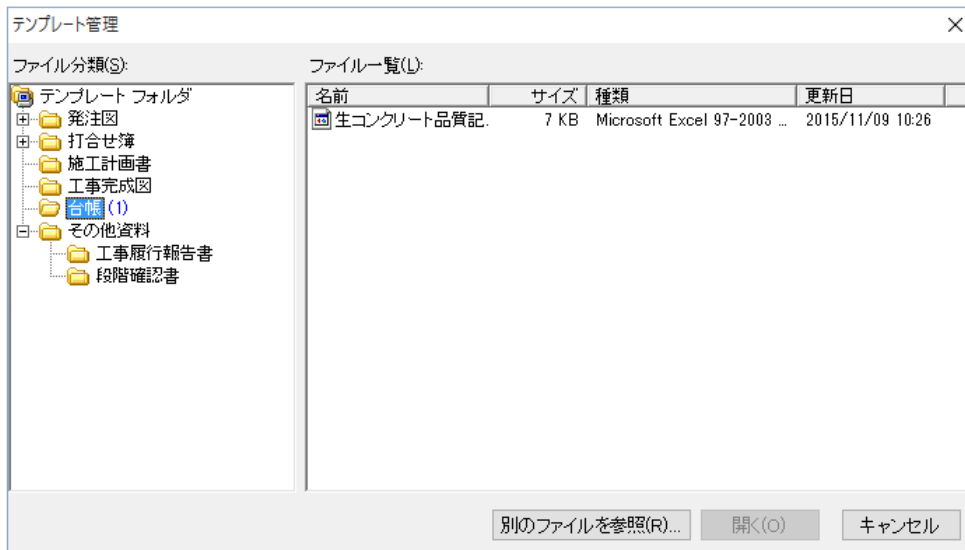 テンプレート管理
ファイル分類(S):
テンプレート フォルダ
発注図
打合せ簿
施工計画書
工事完成図
台帳 (1)
その他資料
工事履行報告書
段階確認書
ファイル一覧(L):
名前 サイズ 種類 更新日
生コンクリート品質記. 7 KB Microsoft Excel 97-2003 ... 2015/11/09 10:26
別のファイルを参照(R)... 開く(O) キャンセル